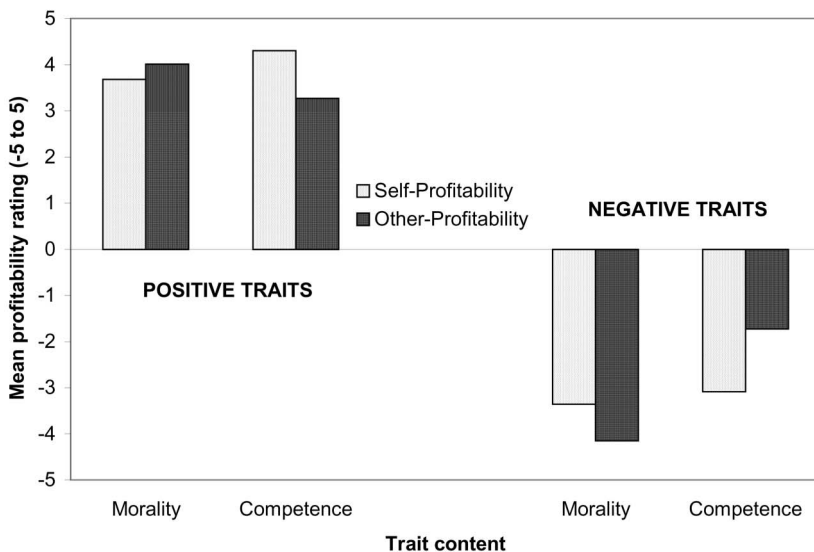 Mean profitability rating (-5 to 5)
5
4
3
2
1
0
-1
-2
-3
-4
-5
Self-Profitability
Other-Profitability
NEGATIVE TRAITS
POSITIVE TRAITS
Morality
Competence
Morality
Competence
Trait content